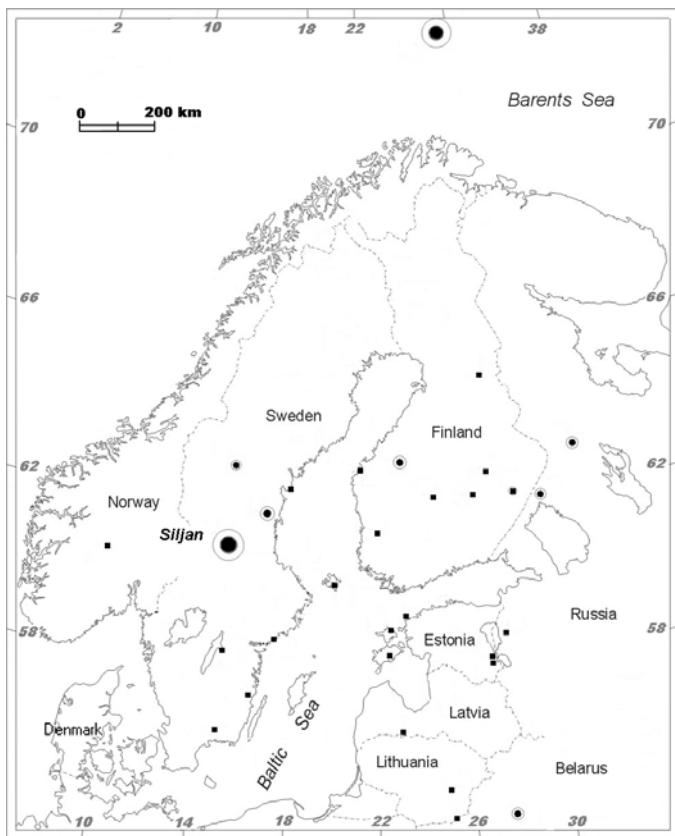 2 10 18 22 38
0 200 km
Barents Sea
70 70
66 66
Sweden
Finland
62 62
Norway
Siljan
Russia
58 58
Estonia
Latvia
Baltic Sea
Denmark
Lithuania
Belarus
10 14 18 22 26 30